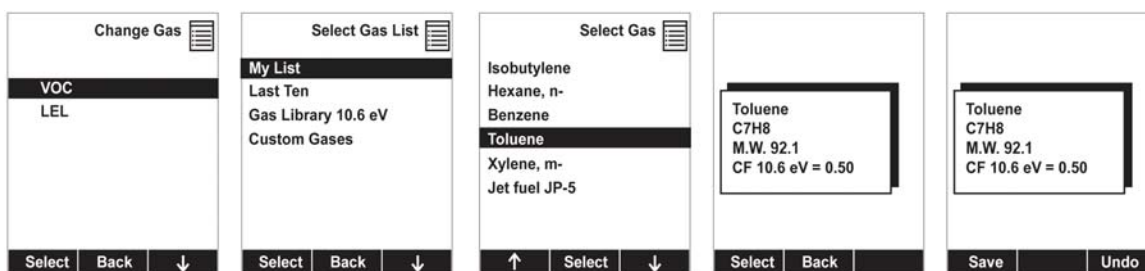 Change Gas
VOC
LEL
Select Back ↓
Select Gas List
My List
Last Ten
Gas Library 10.6 eV
Custom Gases
Select Back ↓
Select Gas
Isobutylene
Hexane, n-
Benzene
Toluene
Xylene, m-
Jet fuel JP-5
↑ Select ↓
Toluene
C7H8
M.W. 92.1
CF 10.6 eV = 0.50
Select Back
Toluene
C7H8
M.W. 92.1
CF 10.6 eV = 0.50
Save Undo